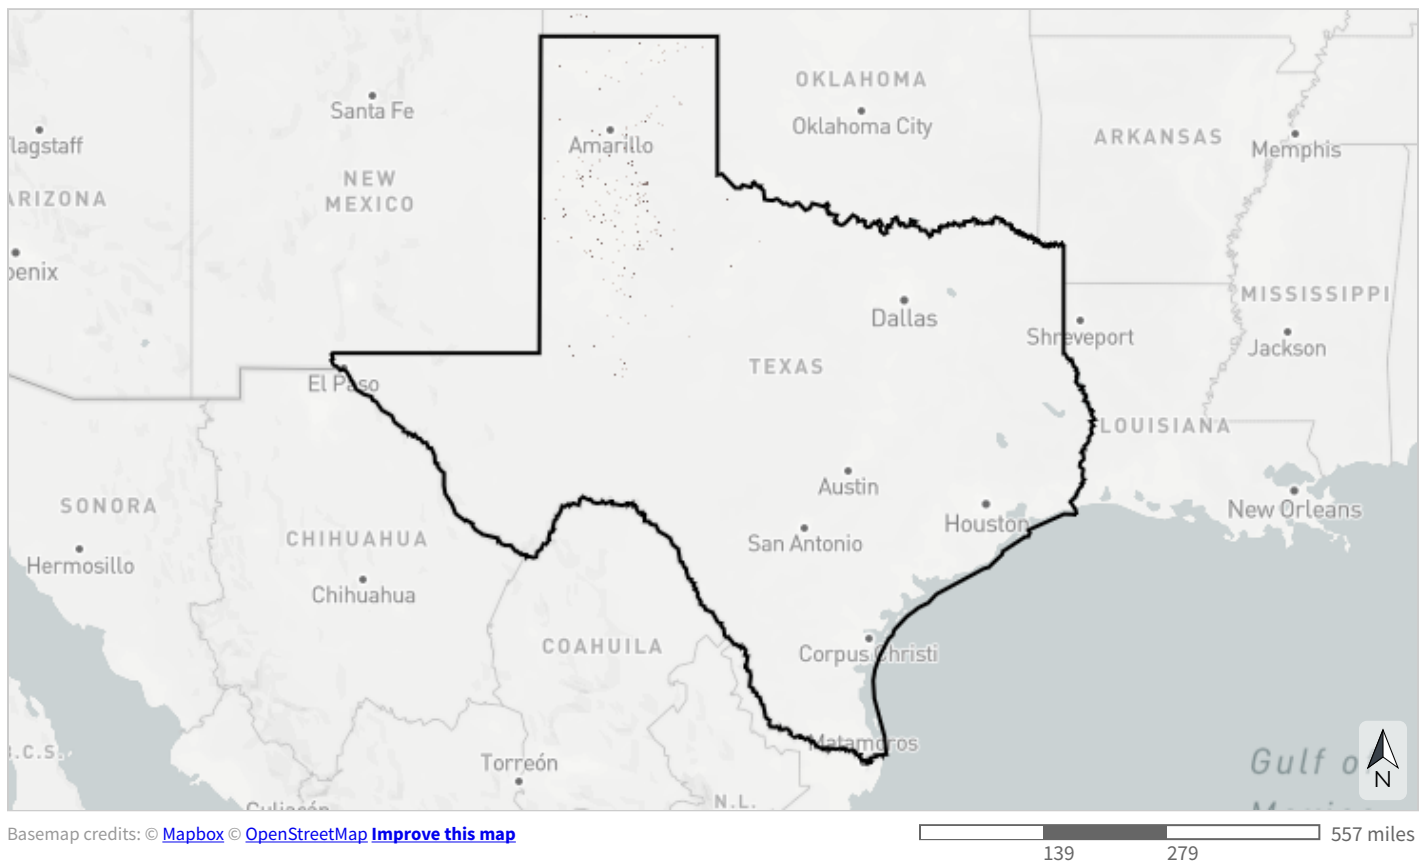 OKLAHOMA
Santa Fe
Oklahoma City
ARKANSAS
Memphis
lagstaff
Amarillo
NEW
MEXICO
ARIZONA
oenix
MISSISSIPPI
Dallas
Shreveport
Jackson
TEXAS
El Paso
LOUISIANA
Austin
SONORA
New Orleans
Houston
CHIHUAHUA
San Antonio
Hermosillo
Chihuahua
COAHUILA
Corpus Christi
Matamoros
B.C.S.
Torreón
Gulf o
N
N.L.
Culiacán
Mexico
Basemap credits: © Mapbox © OpenStreetMap Improve this map
557 miles
139
279